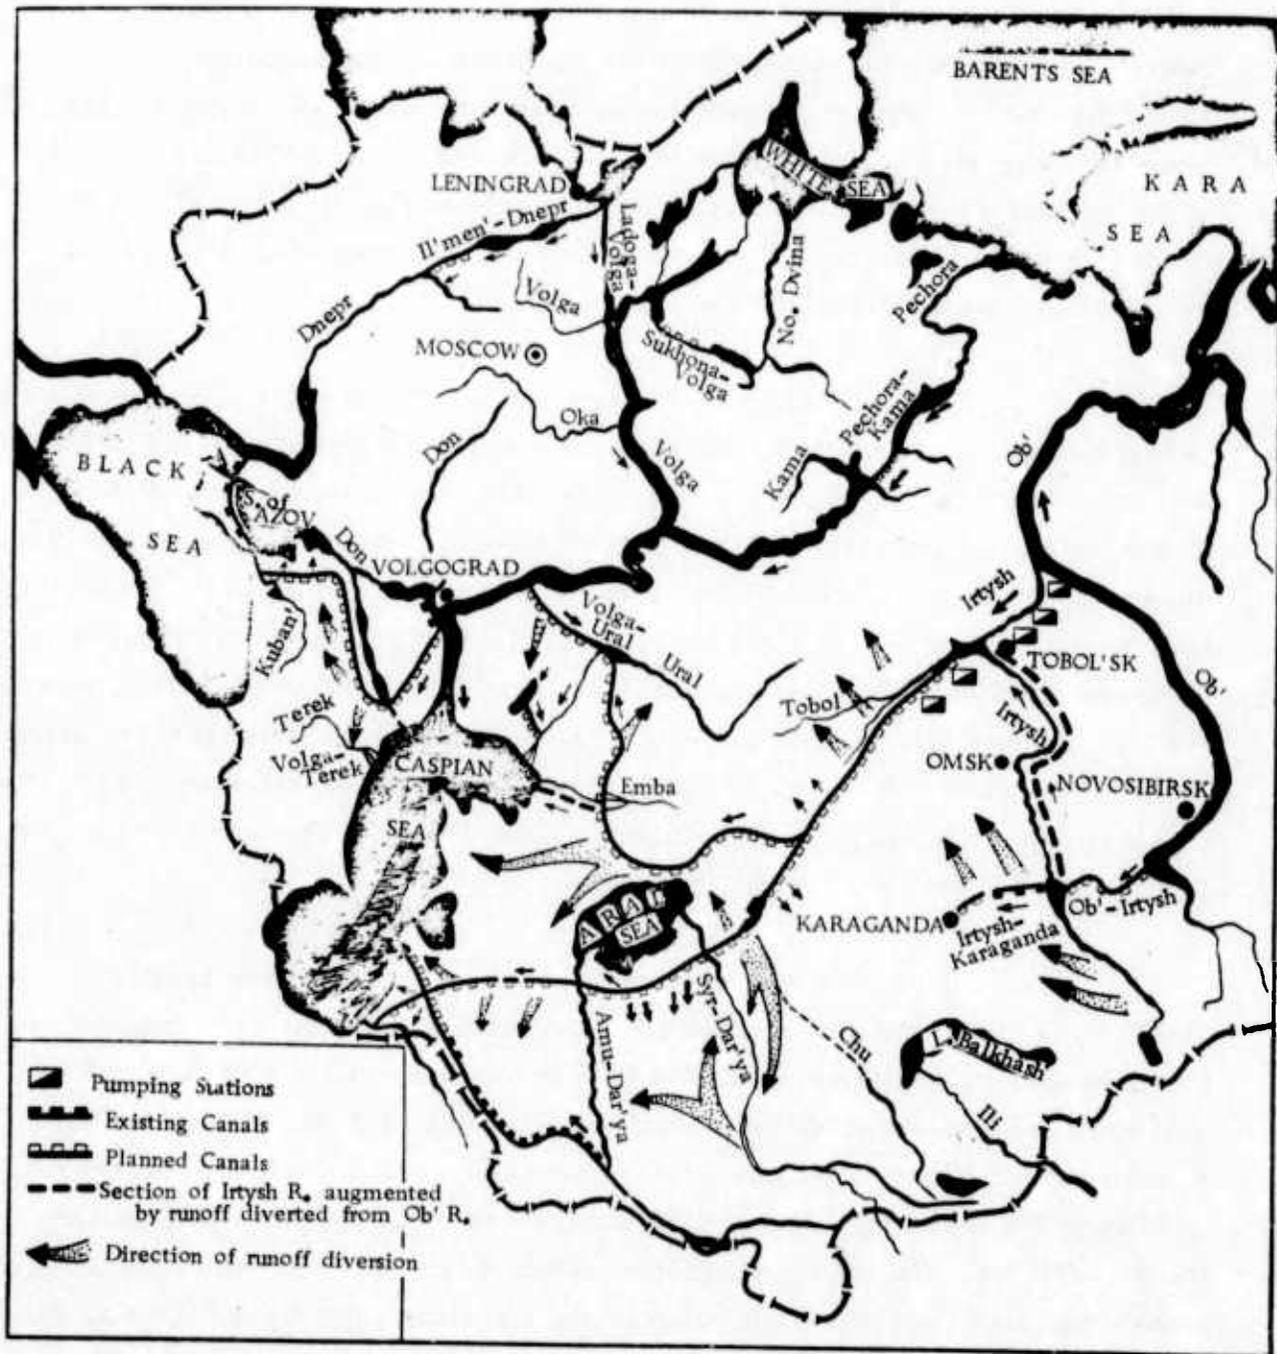 BARENTS SEA
WHITE SEA
KARA
SEA
LENINGRAD
Il'men'-Dnepr
Ladoga-
Volga
Volga
No. Dvina
Pechora
Dnepr
MOSCOW
Sukhona-
Volga
Pechora-
Kama
Oka
Don
Volga
Kama
Ob'
BLACK
SEA
S. of
AZOV
Don
VOLGOGRAD
Irtysh
Volga-
Ural
Kuban'
TOBOL'SK
Ural
Ob'
Terek
Tobol
Irtysh
Volga-
Terek
CASPIAN
SEA
OMSK
Emba
NOVOSIBIRSK
ARAL
SEA
KARAGANDA
Ob'-Irtysh
Irtysh-
Karaganda
Syr-Dar'ya
Amu-Dar'ya
Chu
L. Balkhash
Ili
Pumping Stations
Existing Canals
Planned Canals
Section of Irtysh R. augmented
by runoff diverted from Ob' R.
Direction of runoff diversion